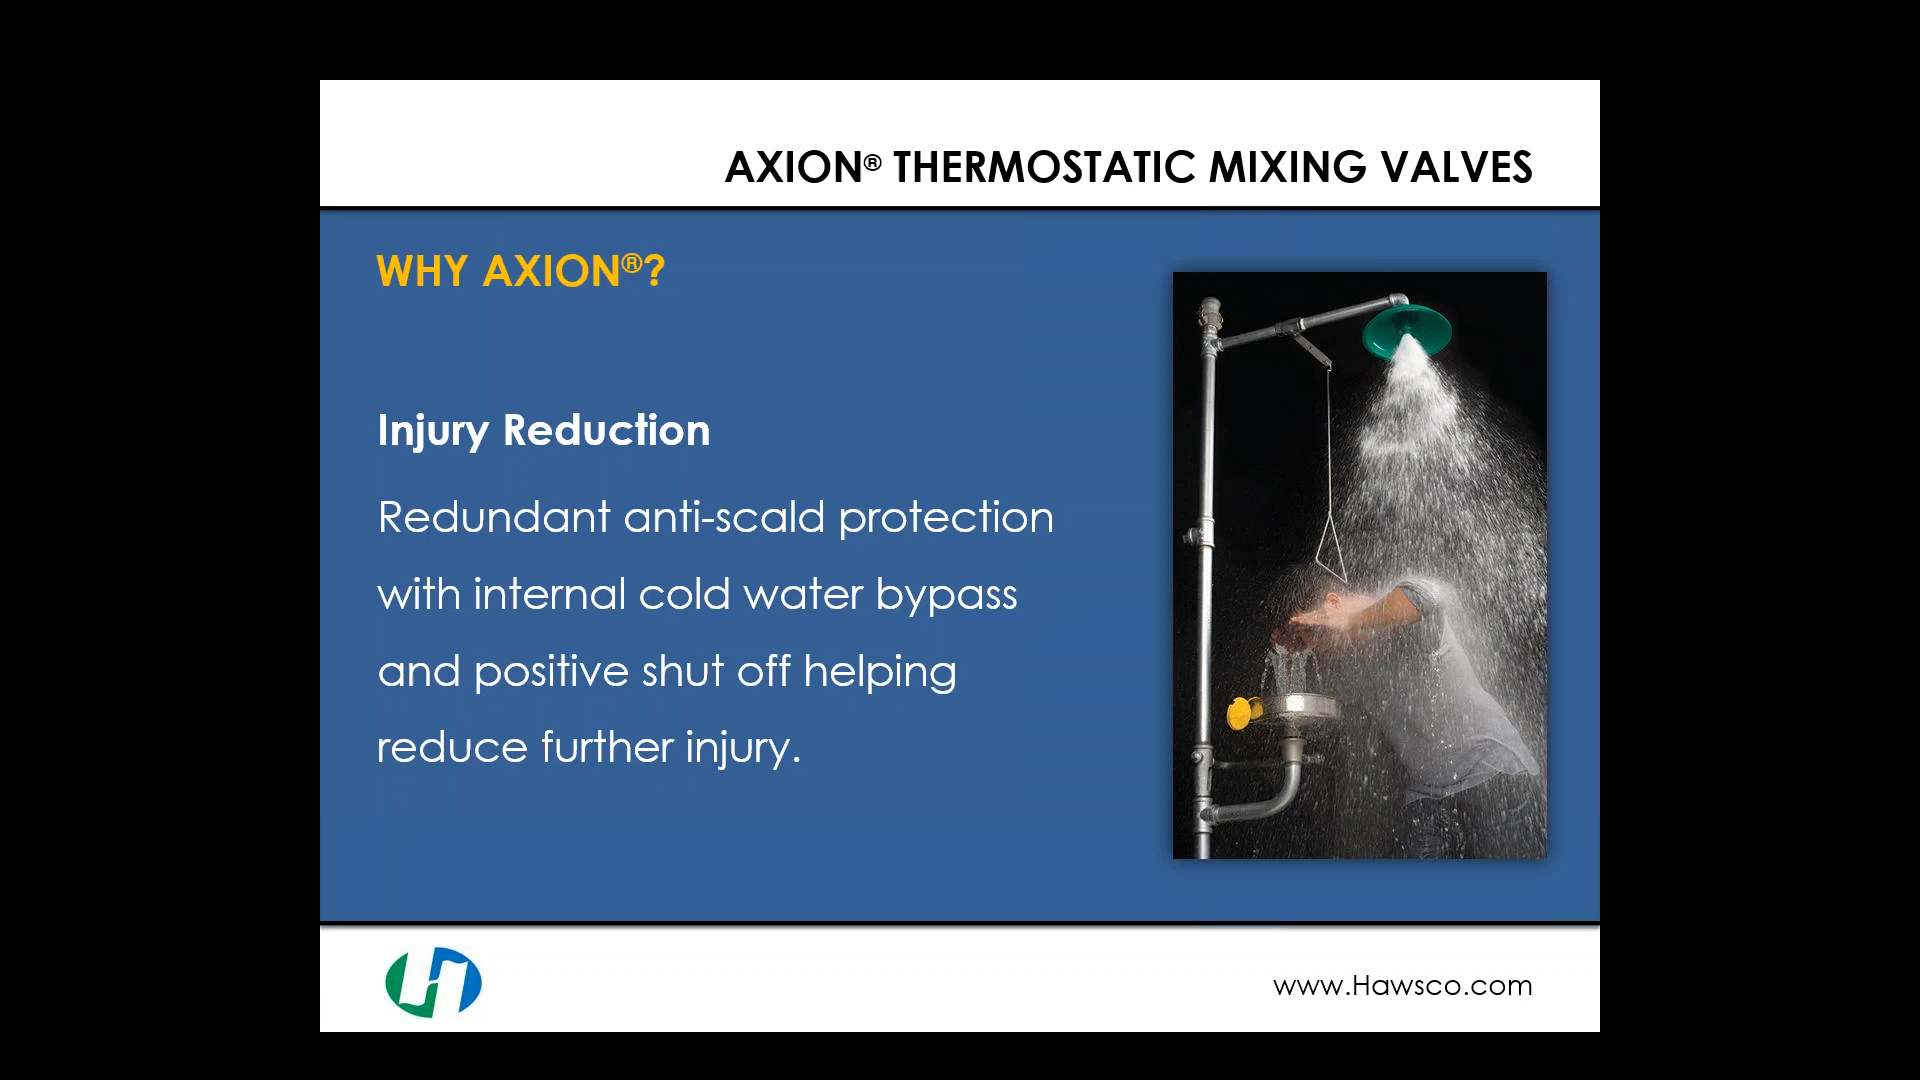 AXION® THERMOSTATIC MIXING VALVES
WHY AXION®?
Injury Reduction
Redundant anti-scald protection
with internal cold water bypass
and positive shut off helping
reduce further injury.
www.Hawsco.com